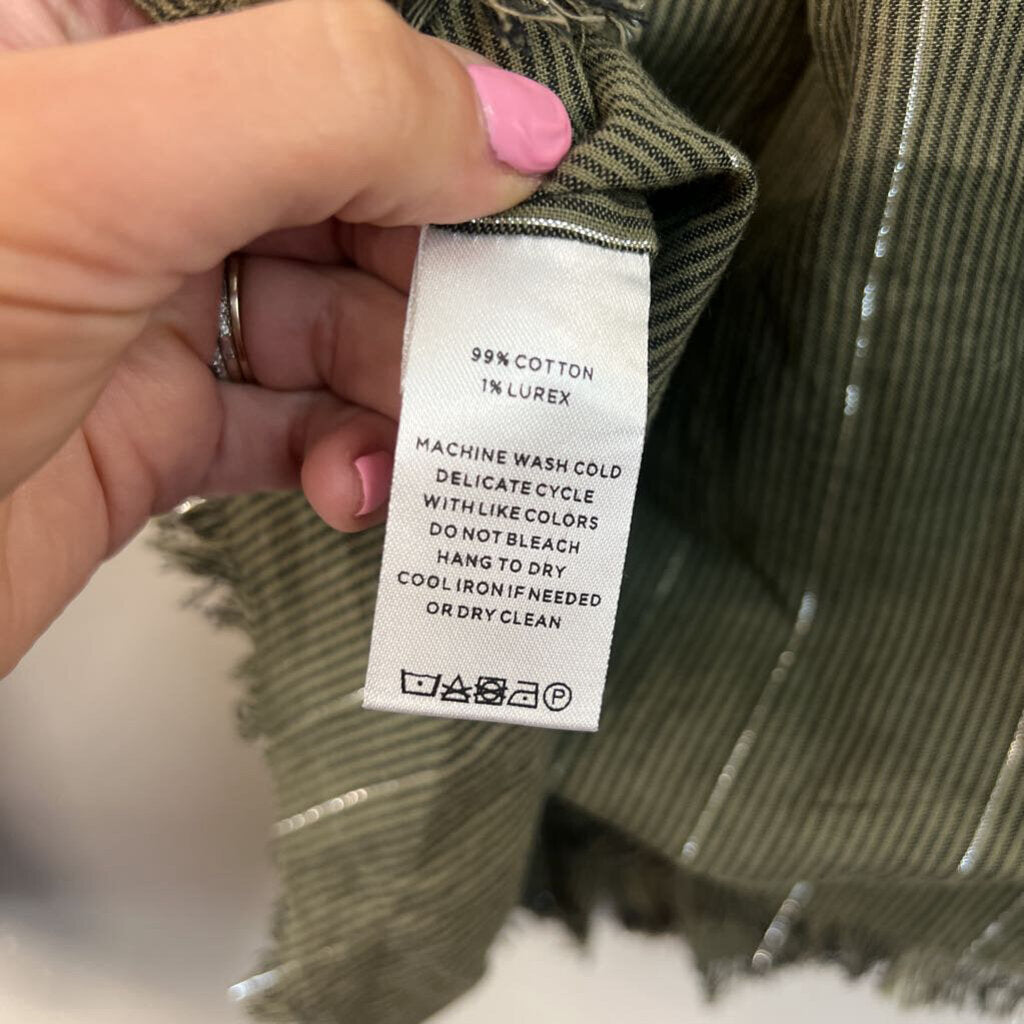 99% COTTON
1% LUREX
MACHINE WASH COLD
DELICATE CYCLE
WITH LIKE COLORS
DO NOT BLEACH
HANG TO DRY
COOL IRON IF NEEDED
OR DRY CLEAN
P